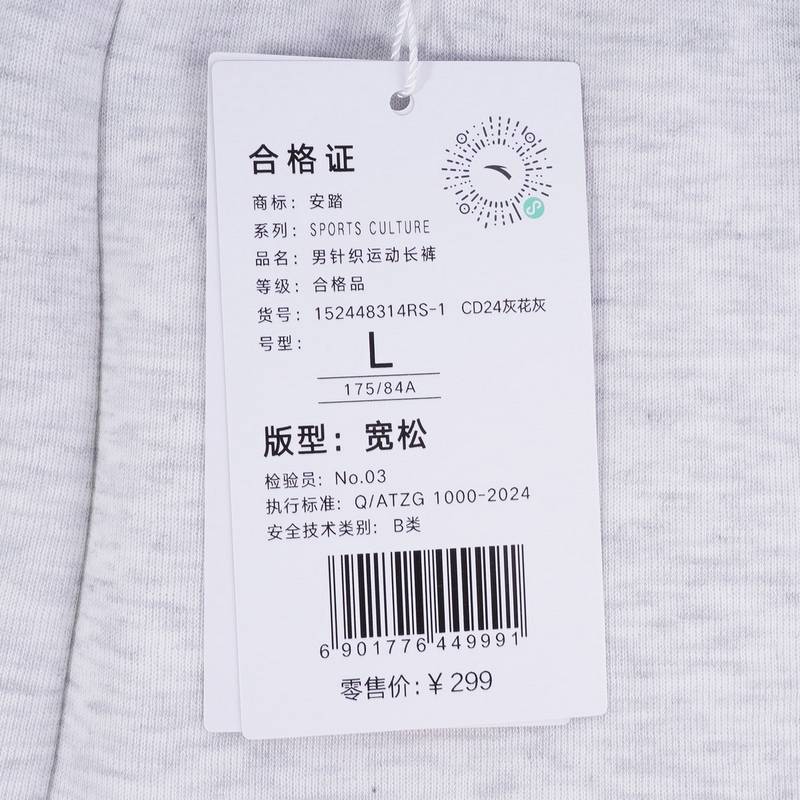 合格证
商标：安踏
系列：SPORTS CULTURE
品名：男针织运动长裤
等级：合格品
货号：152448314RS-1 CD24灰花灰
号型：L
175/84A
版型：宽松
检验员：No.03
执行标准：Q/ATZG 1000-2024
安全技术类别：B类
6 901776 449991
零售价：¥ 299